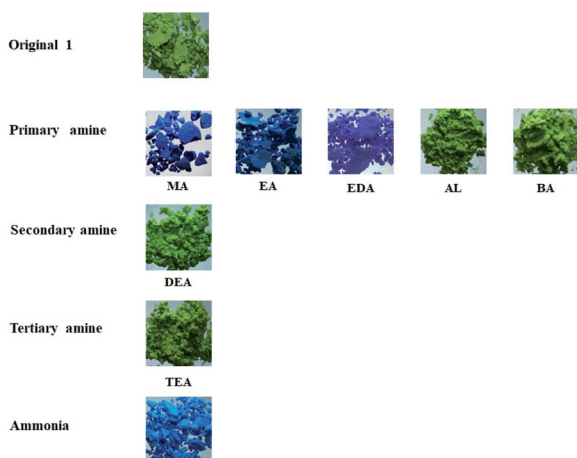 Original 1
Primary amine
MA EA EDA AL BA
Secondary amine
DEA
Tertiary amine
TEA
Ammonia